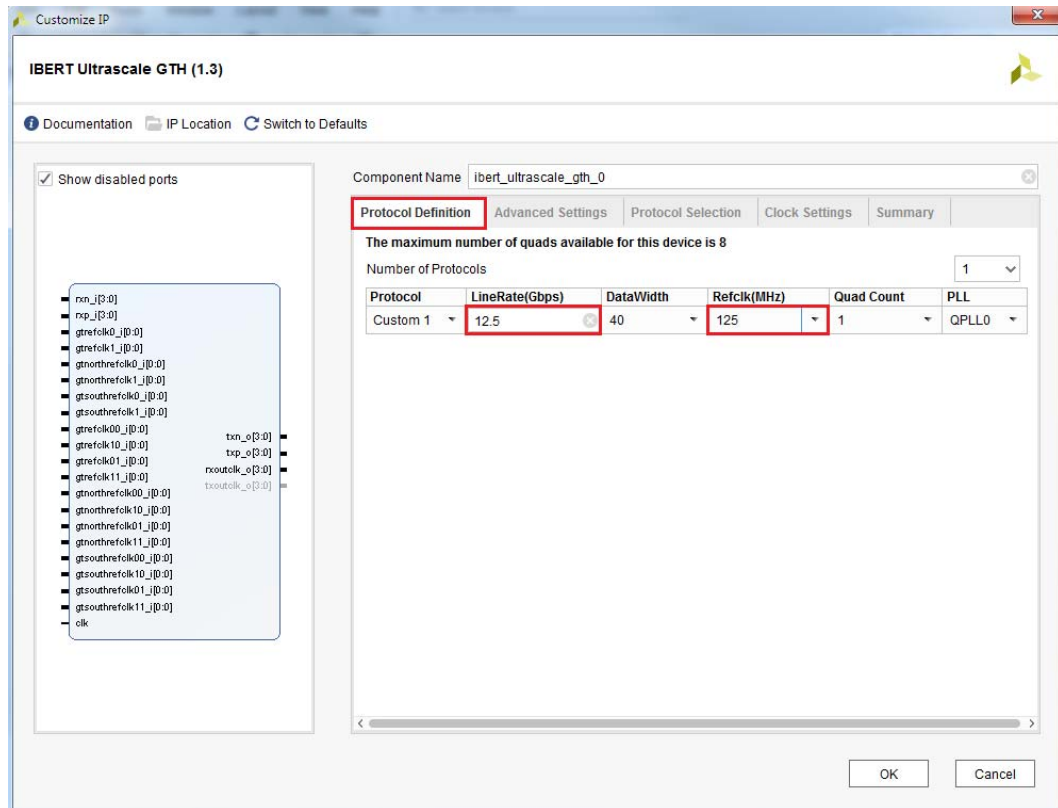 Customize IP
X
IBERT Ultrascale GTH (1.3)
Documentation IP Location Switch to Defaults
Show disabled ports
rxn_i[3:0]
rxp_i[3:0]
gtrefclk0_i[0:0]
gtrefclk1_i[0:0]
gtnorthrefclk0_i[0:0]
gtnorthrefclk1_i[0:0]
gtsouthrefclk0_i[0:0]
gtsouthrefclk1_i[0:0]
gtrefclk00_i[0:0]
gtrefclk10_i[0:0]
gtrefclk01_i[0:0]
gtrefclk11_i[0:0]
gtnorthrefclk00_i[0:0]
gtnorthrefclk10_i[0:0]
gtnorthrefclk01_i[0:0]
gtnorthrefclk11_i[0:0]
gtsouthrefclk00_i[0:0]
gtsouthrefclk10_i[0:0]
gtsouthrefclk01_i[0:0]
gtsouthrefclk11_i[0:0]
clk
txn_o[3:0]
txp_o[3:0]
rxoutclk_o[3:0]
txoutclk_o[3:0]
Component Name ibert_ultrascale_gth_0
Protocol Definition Advanced Settings Protocol Selection Clock Settings Summary
The maximum number of quads available for this device is 8
Number of Protocols 1
Protocol LineRate(Gbps) DataWidth Refclk(MHz) Quad Count PLL
Custom 1 12.5 40 125 1 QPLL0
OK Cancel